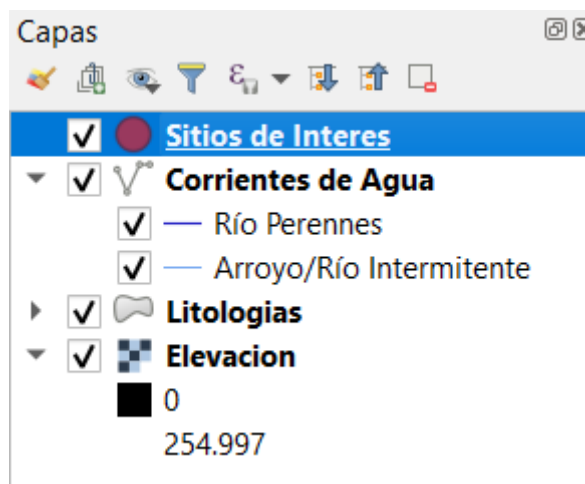 Capas
Sitios de Interes
Corrientes de Agua
Río Perennes
Arroyo/Río Intermitente
Litologias
Elevacion
0
254.997